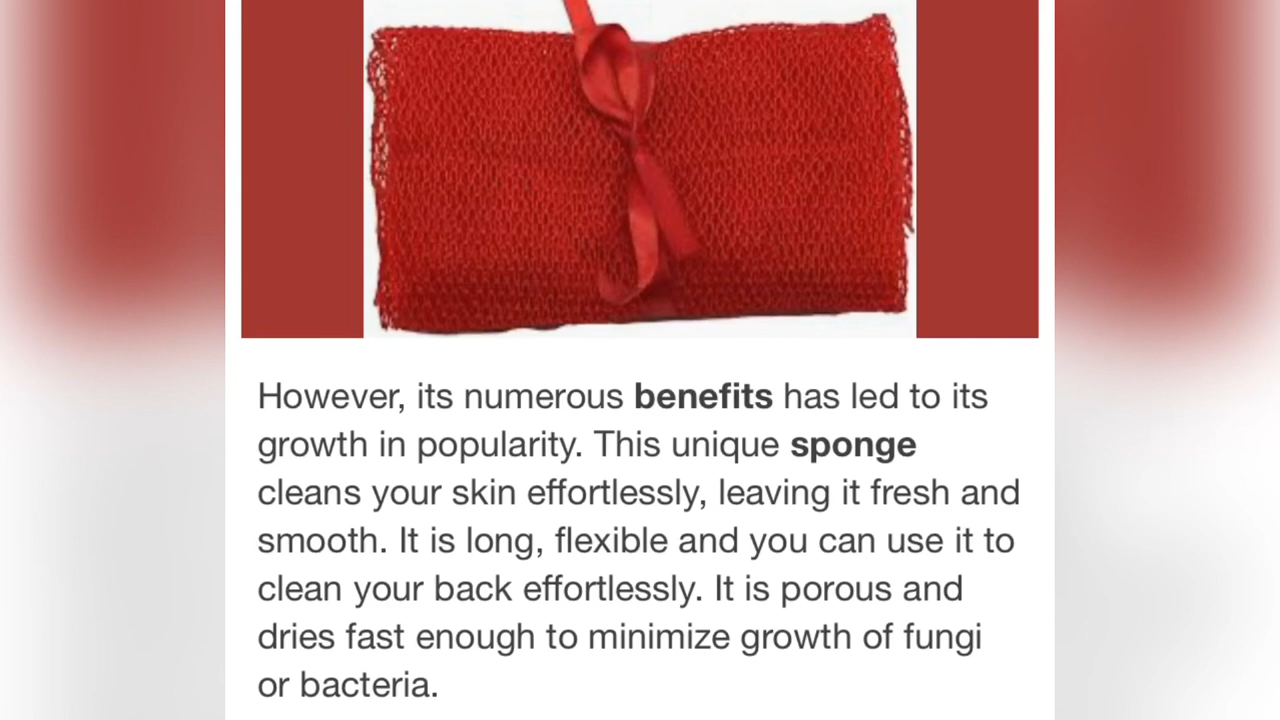 However, its numerous benefits has led to its
growth in popularity. This unique sponge
cleans your skin effortlessly, leaving it fresh and
smooth. It is long, flexible and you can use it to
clean your back effortlessly. It is porous and
dries fast enough to minimize growth of fungi
or bacteria.